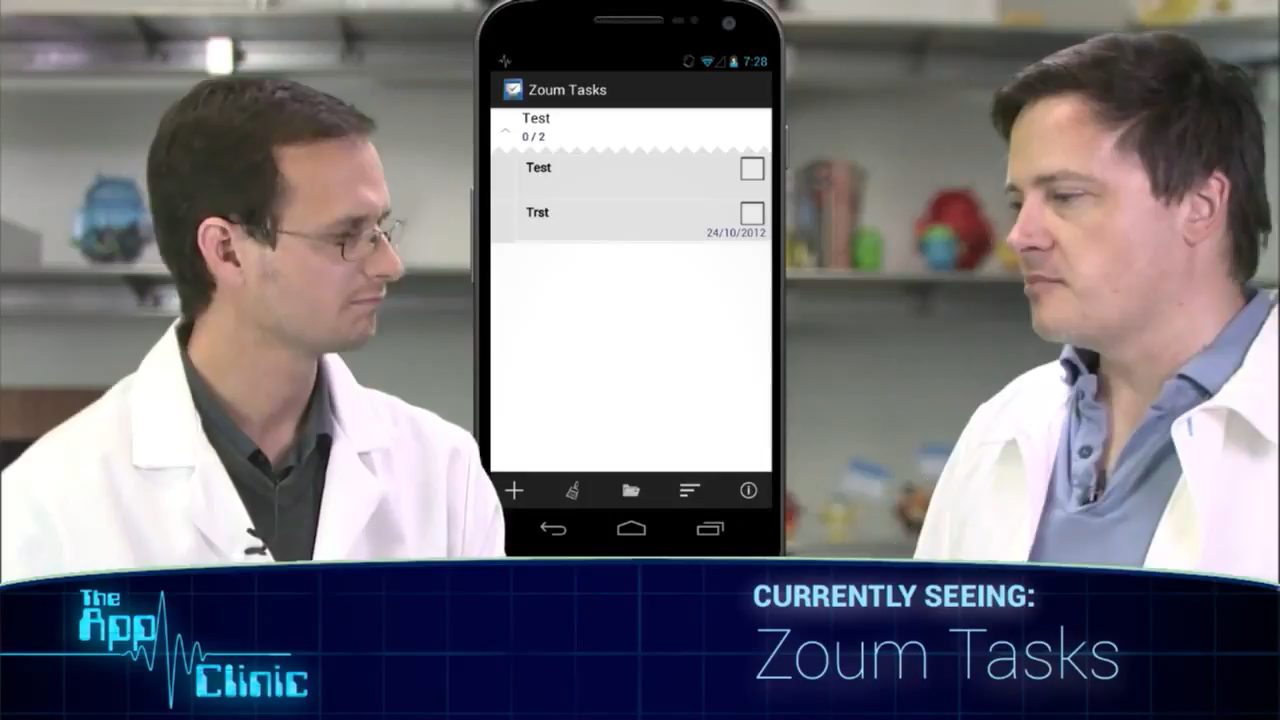 7:28
Zoum Tasks
Test
0 / 2
Test
Trst
24/10/2012
The
App
Clinic
CURRENTLY SEEING:
Zoum Tasks